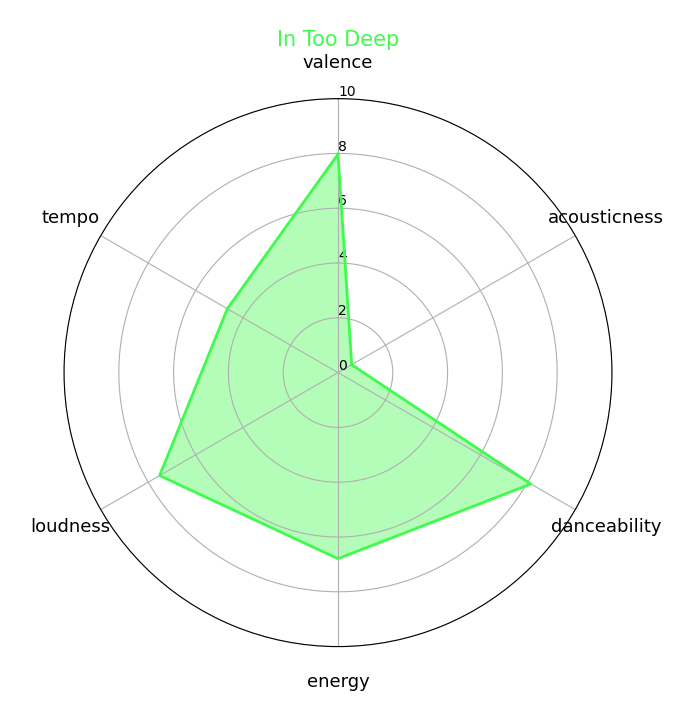 In Too Deep
valence
10
8
6
4
2
0
tempo
acousticness
loudness
danceability
energy